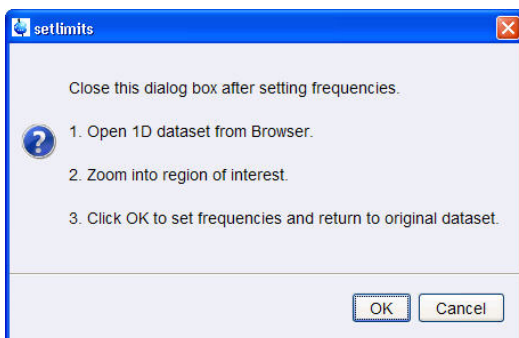 setlimits
Close this dialog box after setting frequencies.
1. Open 1D dataset from Browser.
2. Zoom into region of interest.
3. Click OK to set frequencies and return to original dataset.
OK
Cancel